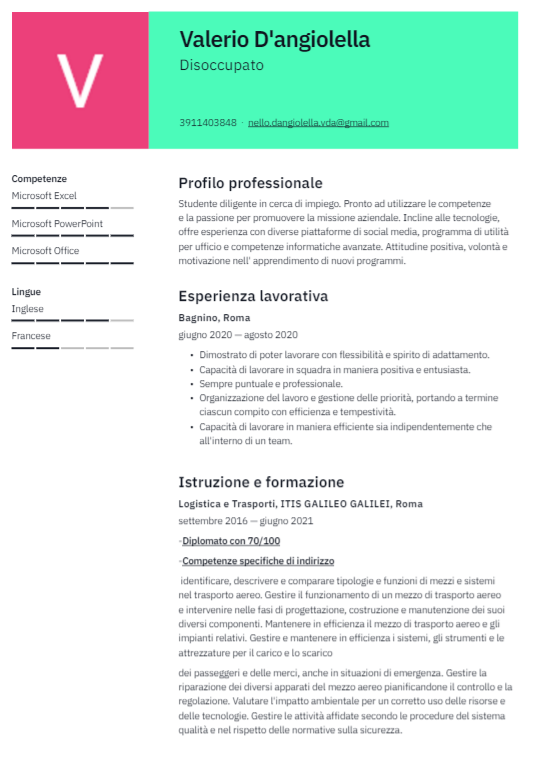 V
Valerio D'angiolella
Disoccupato
3911403848 · nello.dangiolella.vda@gmail.com
Competenze
Microsoft Excel
Microsoft PowerPoint
Microsoft Office
Lingue
Inglese
Francese
Profilo professionale
Studente diligente in cerca di impiego. Pronto ad utilizzare le competenze
e la passione per promuovere la missione aziendale. Incline alle tecnologie,
offre esperienza con diverse piattaforme di social media, programma di utilità
per ufficio e competenze informatiche avanzate. Attitudine positiva, volontà e
motivazione nell' apprendimento di nuovi programmi.
Esperienza lavorativa
Bagnino, Roma
giugno 2020 — agosto 2020
• Dimostrato di poter lavorare con flessibilità e spirito di adattamento.
• Capacità di lavorare in squadra in maniera positiva e entusiasta.
• Sempre puntuale e professionale.
• Organizzazione del lavoro e gestione delle priorità, portando a termine
ciascun compito con efficienza e tempestività.
• Capacità di lavorare in maniera efficiente sia indipendentemente che
all'interno di un team.
Istruzione e formazione
Logistica e Trasporti, ITIS GALILEO GALILEI, Roma
settembre 2016 — giugno 2021
-Diplomato con 70/100
-Competenze specifiche di indirizzo
identificare, descrivere e comparare tipologie e funzioni di mezzi e sistemi
nel trasporto aereo. Gestire il funzionamento di un mezzo di trasporto aereo
e intervenire nelle fasi di progettazione, costruzione e manutenzione dei suoi
diversi componenti. Mantenere in efficienza il mezzo di trasporto aereo e gli
impianti relativi. Gestire e mantenere in efficienza i sistemi, gli strumenti e le
attrezzature per il carico e lo scarico
dei passeggeri e delle merci, anche in situazioni di emergenza. Gestire la
riparazione dei diversi apparati del mezzo aereo pianificandone il controllo e la
regolazione. Valutare l'impatto ambientale per un corretto uso delle risorse e
delle tecnologie. Gestire le attività affidate secondo le procedure del sistema
qualità e nel rispetto delle normative sulla sicurezza.